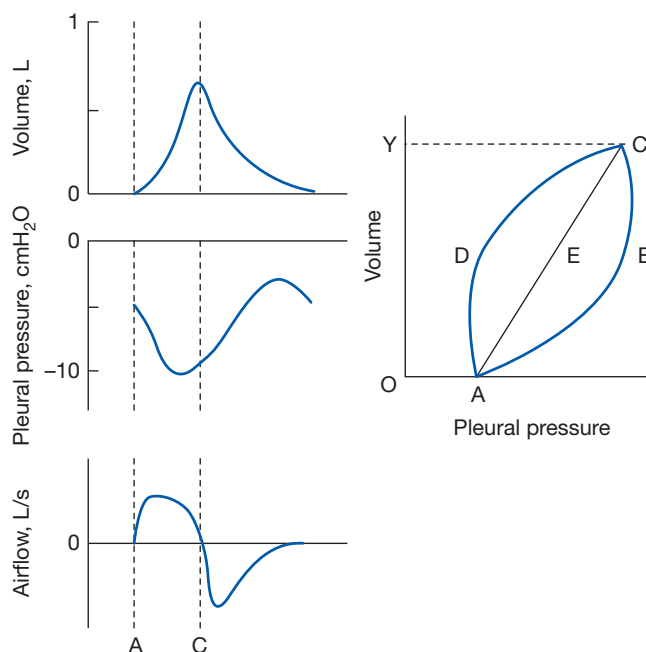 Volume, L
1
0
Pleural pressure, cmH₂O
0
–10
Airflow, L/s
0
A
C
Volume
Y
C
D
E
O
A
Pleural pressure